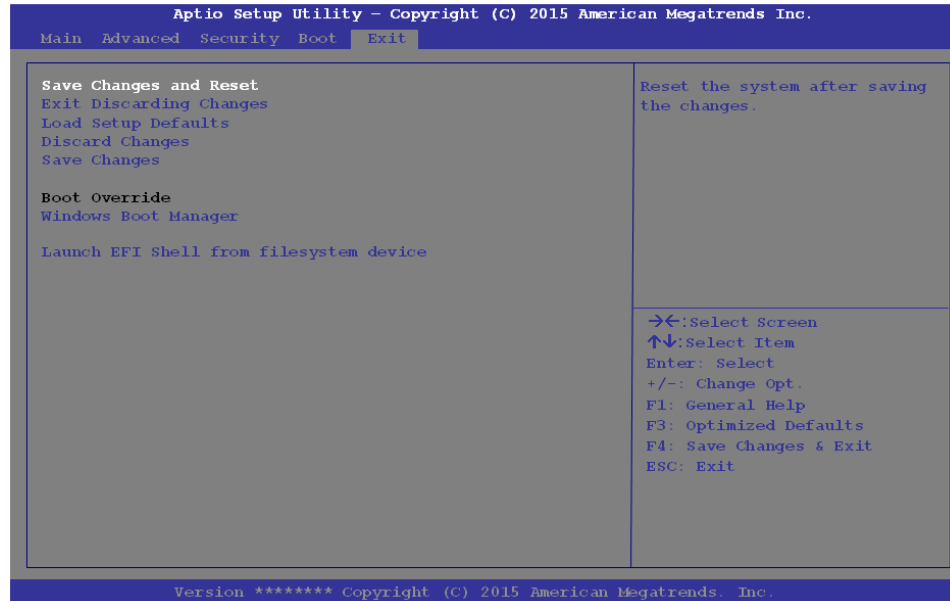 Aptio Setup Utility – Copyright (C) 2015 American Megatrends Inc.
Main Advanced Security Boot Exit
Save Changes and Reset
Exit Discarding Changes
Load Setup Defaults
Discard Changes
Save Changes
Boot Override
Windows Boot Manager
Launch EFI Shell from filesystem device
Reset the system after saving
the changes.
→←:Select Screen
↑↓:Select Item
Enter: Select
+/-: Change Opt.
F1: General Help
F3: Optimized Defaults
F4: Save Changes & Exit
ESC: Exit
Version ******** Copyright (C) 2015 American Megatrends. Inc.